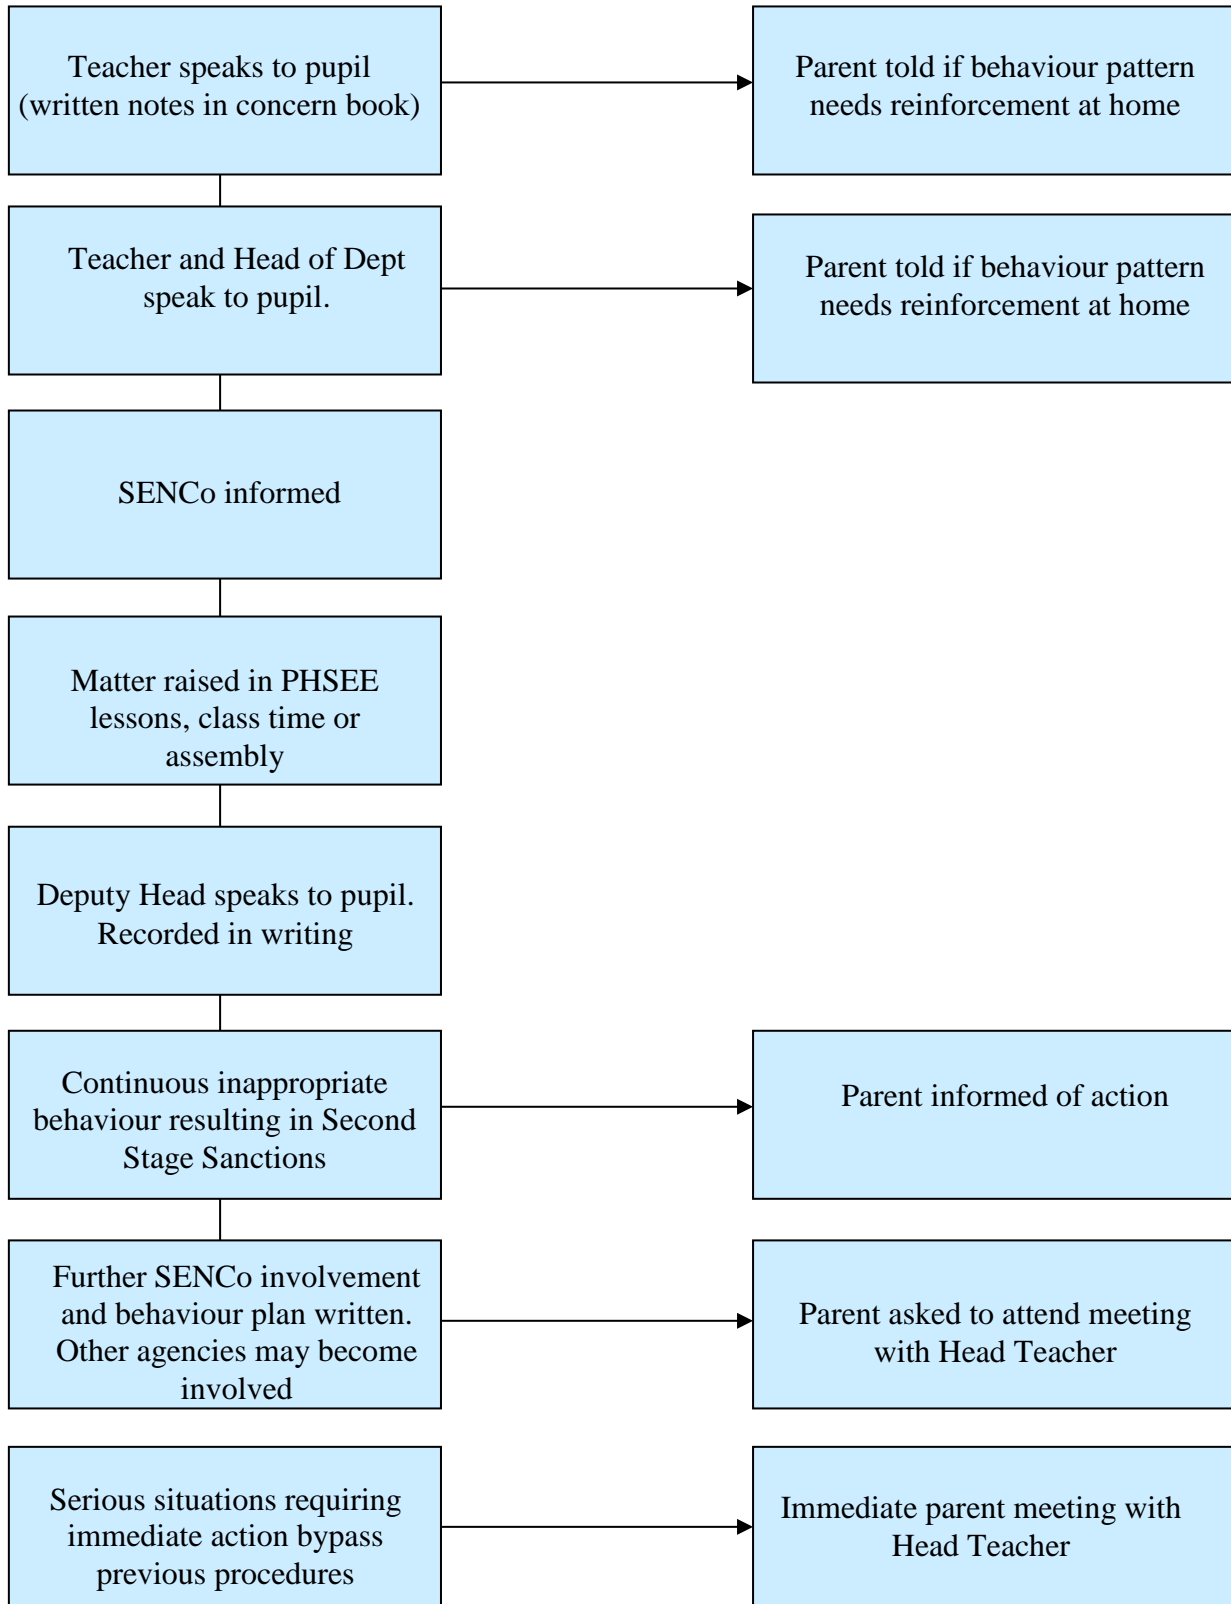 Teacher speaks to pupil
(written notes in concern book)
Parent told if behaviour pattern
needs reinforcement at home
Teacher and Head of Dept
speak to pupil.
Parent told if behaviour pattern
needs reinforcement at home
SENCo informed
Matter raised in PHSEE
lessons, class time or
assembly
Deputy Head speaks to pupil.
Recorded in writing
Continuous inappropriate
behaviour resulting in Second
Stage Sanctions
Parent informed of action
Further SENCo involvement
and behaviour plan written.
Other agencies may become
involved
Parent asked to attend meeting
with Head Teacher
Serious situations requiring
immediate action bypass
previous procedures
Immediate parent meeting with
Head Teacher